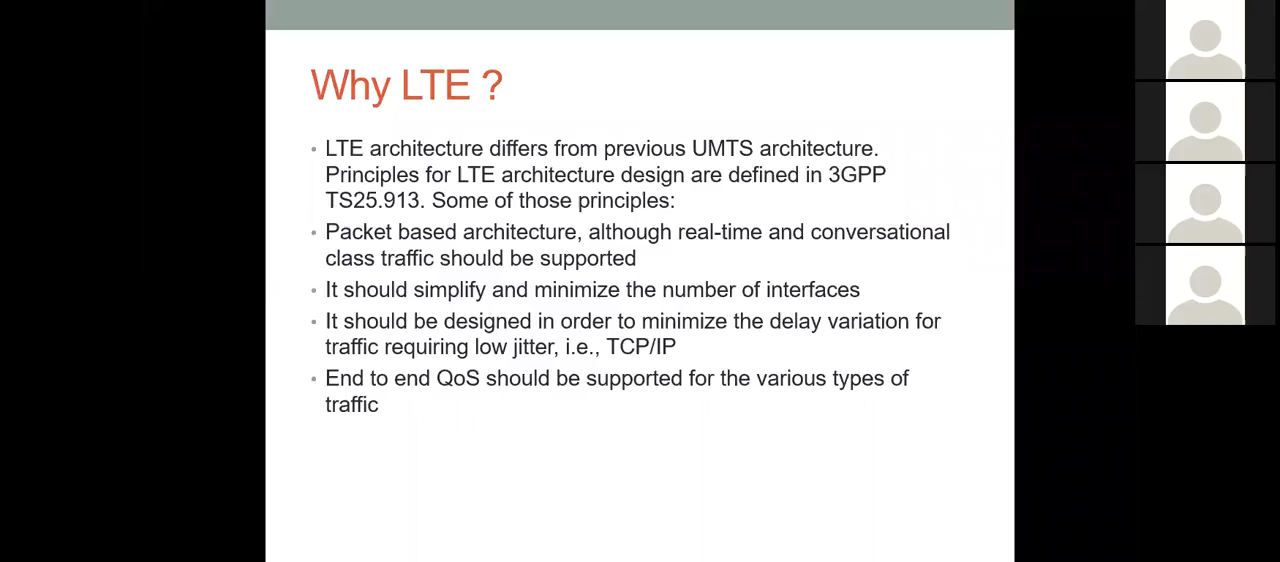 Why LTE ?
• LTE architecture differs from previous UMTS architecture.
Principles for LTE architecture design are defined in 3GPP
TS25.913. Some of those principles:
• Packet based architecture, although real-time and conversational
class traffic should be supported
• It should simplify and minimize the number of interfaces
• It should be designed in order to minimize the delay variation for
traffic requiring low jitter, i.e., TCP/IP
• End to end QoS should be supported for the various types of
traffic